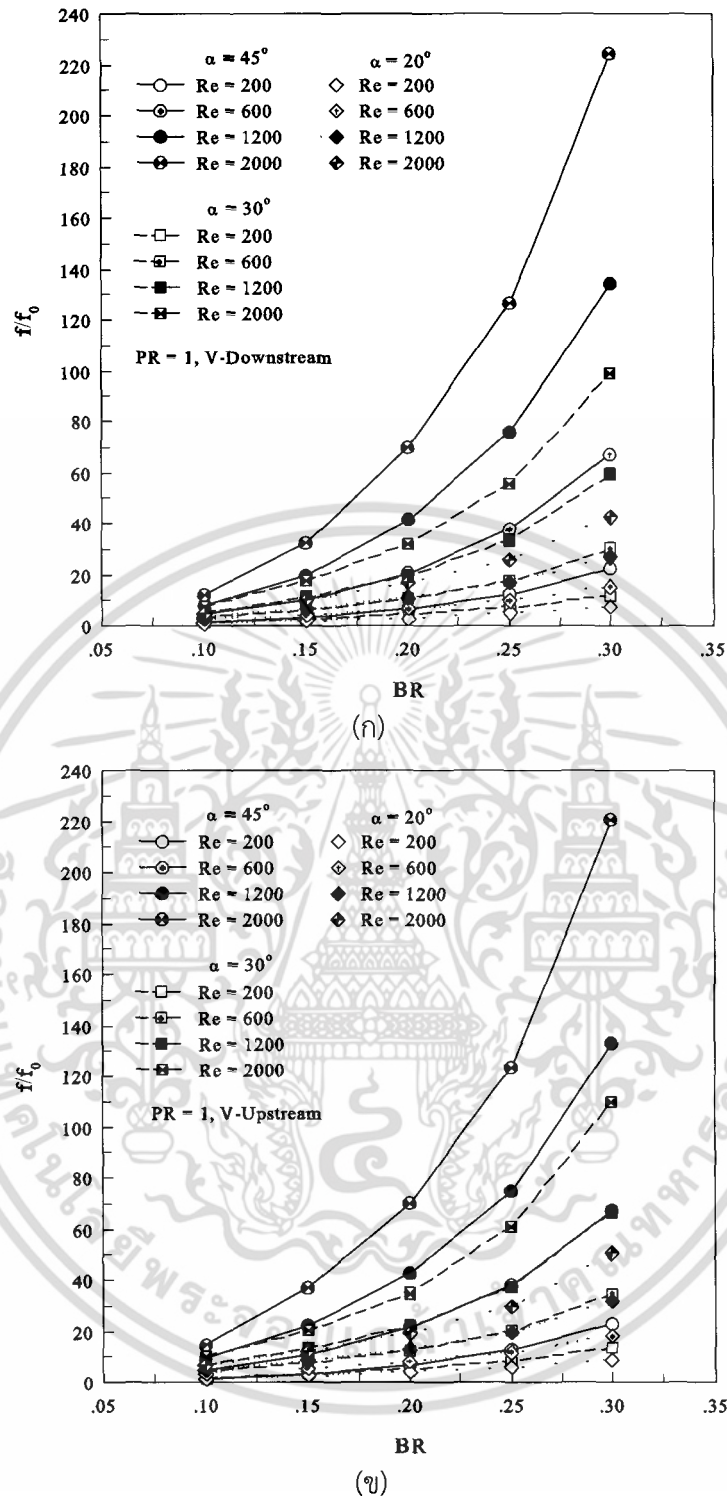 240
220
200
180
160
140
120
100
80
60
40
20
0
f/f0
α = 45°
Re = 200
Re = 600
Re = 1200
Re = 2000
α = 20°
Re = 200
Re = 600
Re = 1200
Re = 2000
α = 30°
Re = 200
Re = 600
Re = 1200
Re = 2000
PR = 1, V-Downstream
.05 .10 .15 .20 .25 .30 .35
BR
(ก)
240
220
200
180
160
140
120
100
80
60
40
20
0
f/f0
α = 45°
Re = 200
Re = 600
Re = 1200
Re = 2000
α = 20°
Re = 200
Re = 600
Re = 1200
Re = 2000
α = 30°
Re = 200
Re = 600
Re = 1200
Re = 2000
PR = 1, V-Upstream
.05 .10 .15 .20 .25 .30 .35
BR
(ข)